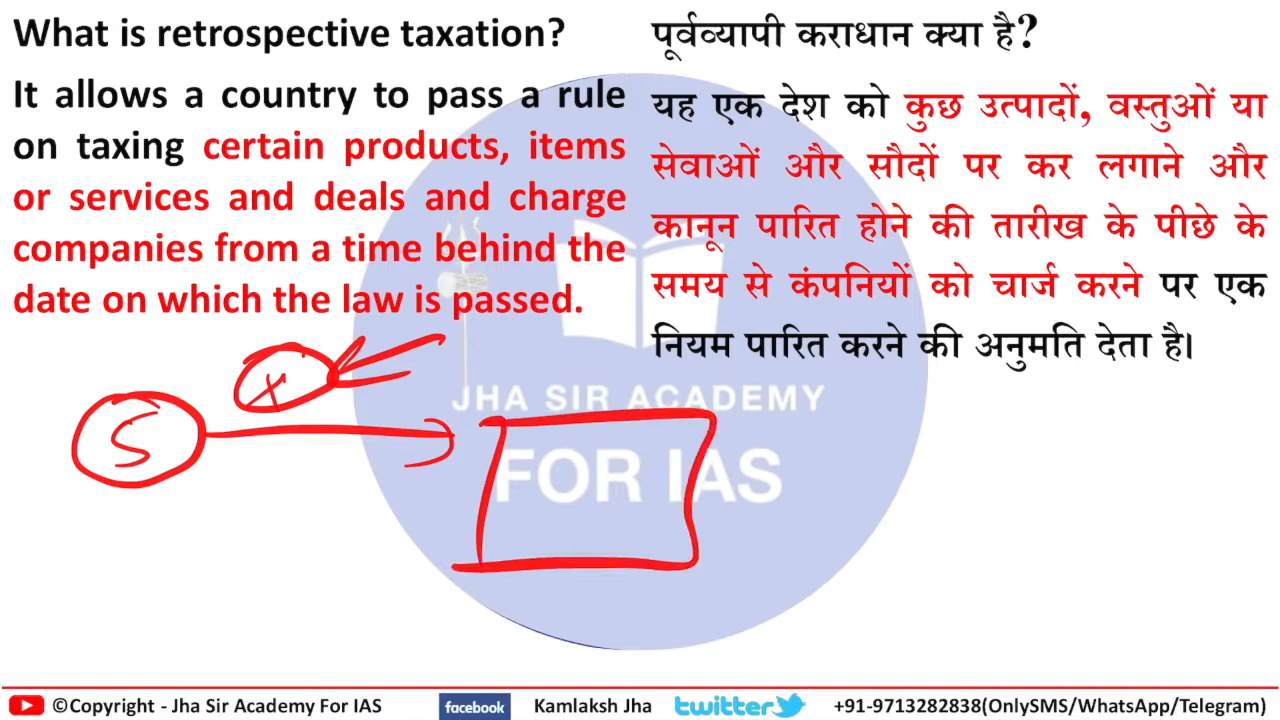 What is retrospective taxation?
It allows a country to pass a rule
on taxing certain products, items
or services and deals and charge
companies from a time behind the
date on which the law is passed.
पूर्वव्यापी कराधान क्या है?
यह एक देश को कुछ उत्पादों, वस्तुओं या
सेवाओं और सौदों पर कर लगाने और
कानून पारित होने की तारीख के पीछे के
समय से कंपनियों को चार्ज करने पर एक
नियम पारित करने की अनुमति देता है।
X
S
JHA SIR ACADEMY
FOR IAS
©Copyright - Jha Sir Academy For IAS facebook Kamlaksh Jha twitter +91-9713282838(OnlySMS/WhatsApp/Telegram)